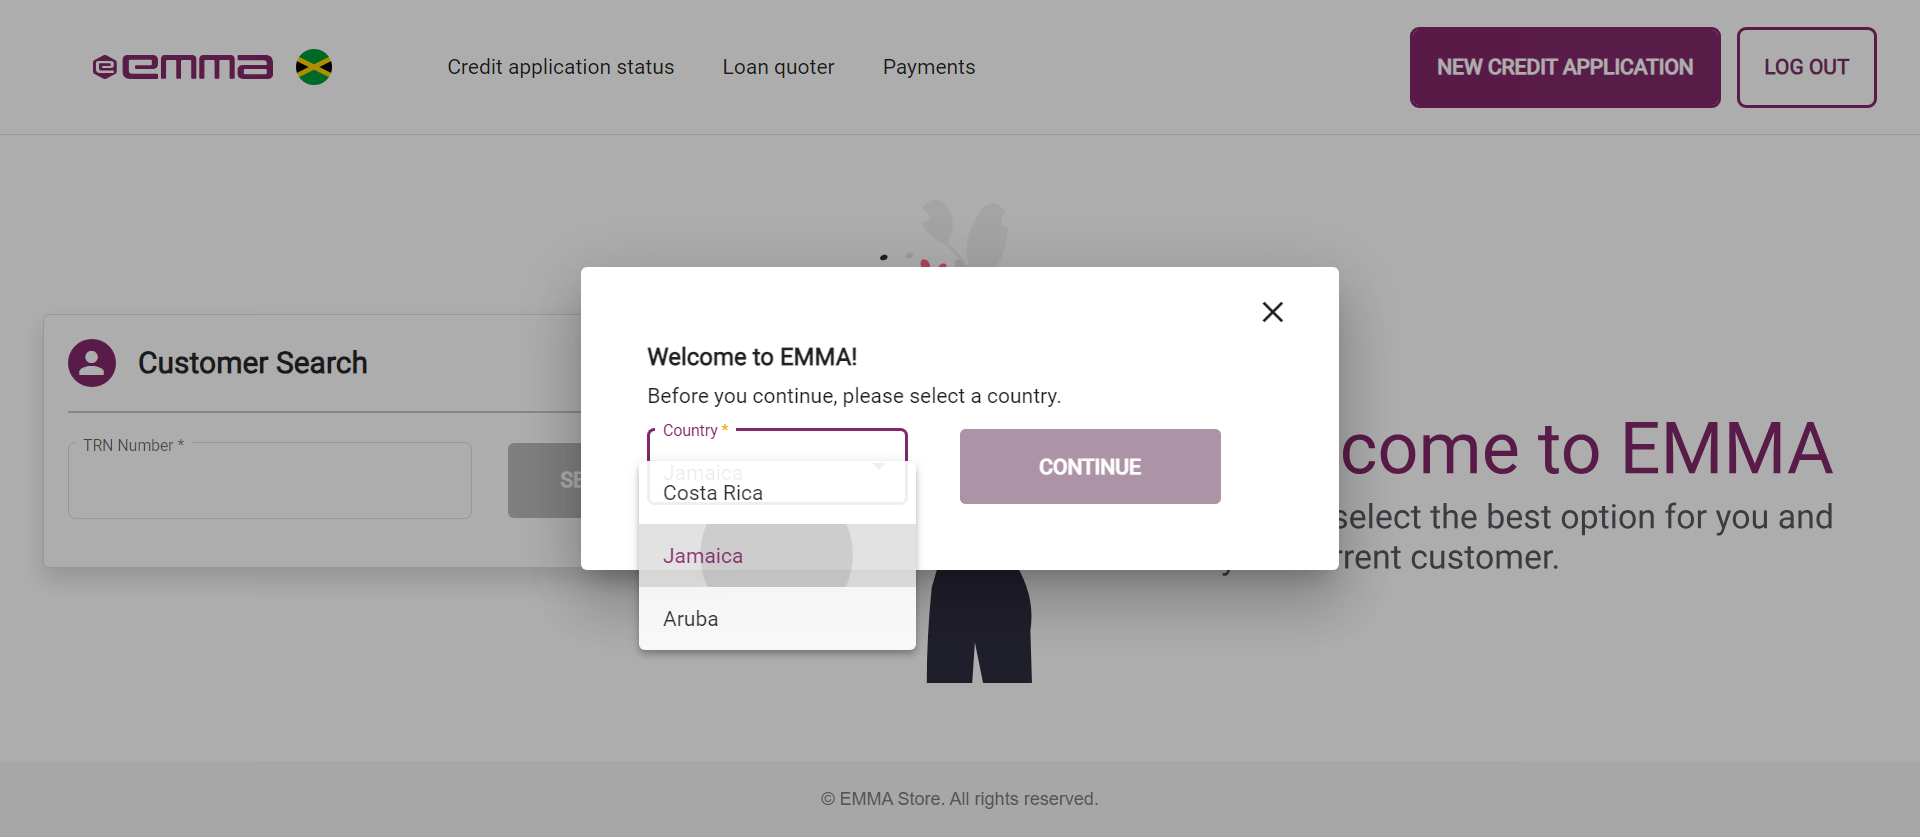 emma
Credit application status
Loan quoter
Payments
NEW CREDIT APPLICATION
LOG OUT
Customer Search
TRN Number *
Welcome to EMMA!
Before you continue, please select a country.
Country *
Jamaica
Costa Rica
Jamaica
Aruba
CONTINUE
come to EMMA
select the best option for you and
rrent customer.
© EMMA Store. All rights reserved.